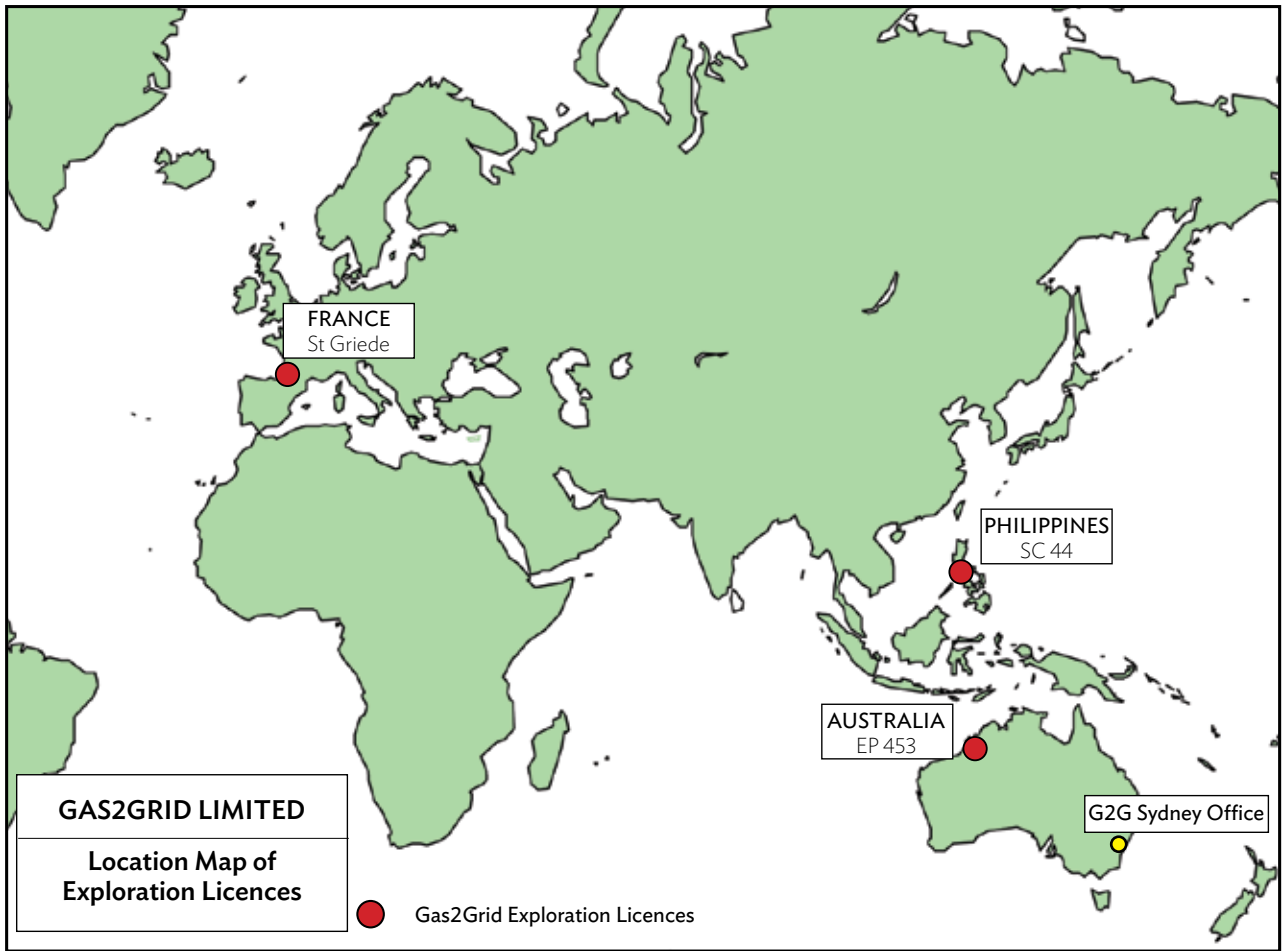 FRANCE
St Griede
PHILIPPINES
SC 44
AUSTRALIA
EP 453
G2G Sydney Office
GAS2GRID LIMITED
Location Map of
Exploration Licences
Gas2Grid Exploration Licences